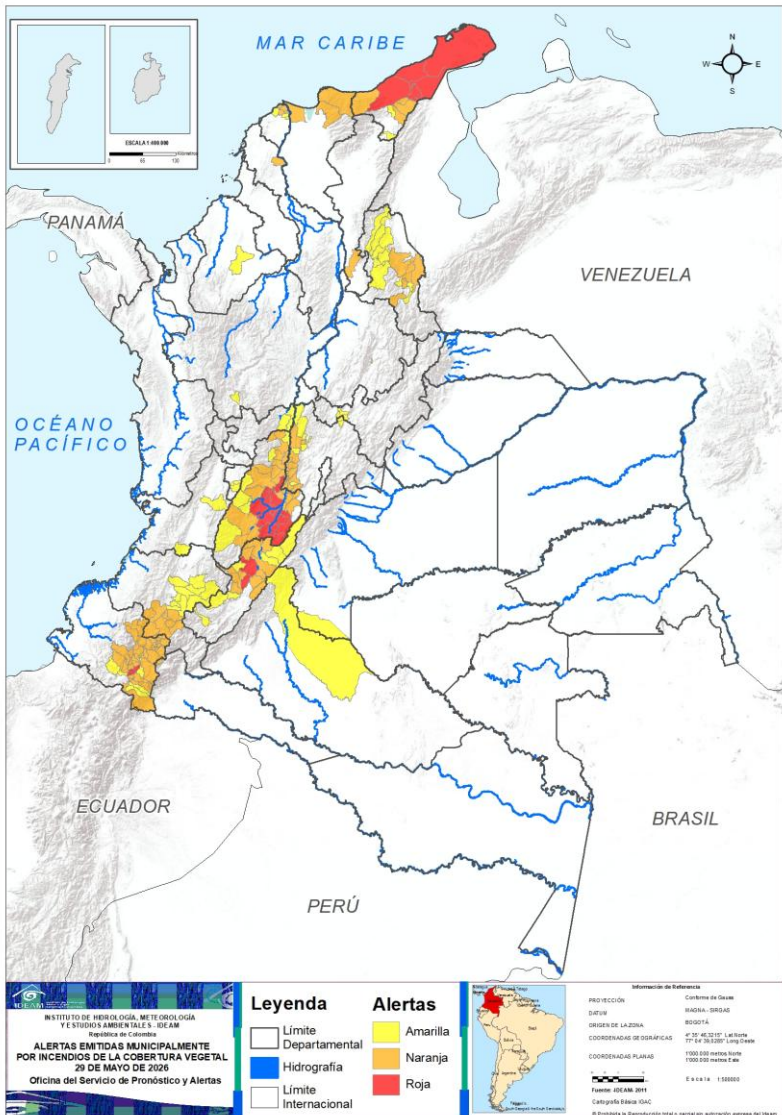 MAR CARIBE
N
W
E
S
ESCALA 1:400 000
PANAMÁ
VENEZUELA
OCÉANO
PACÍFICO
ECUADOR
BRASIL
PERÚ
IDEAM
INSTITUTO DE HIDROLOGÍA, METEOROLOGÍA
Y ESTUDIOS AMBIENTALES - IDEAM
República de Colombia
ALERTAS EMITIDAS MUNICIPALMENTE
POR INCENDIOS DE LA COBERTURA VEGETAL
29 DE MAYO DE 2026
Oficina del Servicio de Pronóstico y Alertas
Leyenda
Límite
Departamental
Hidrografía
Límite
Internacional
Alertas
Amarilla
Naranja
Roja
Información de Referencia
PROYECCIÓN Conforme de Gauss
DATUM MAGNA - SIRGAS
ORIGEN DE LA ZONA BOGOTÁ
COORDENADAS GEOGRÁFICAS
COORDENADAS PLANAS 1'000.000 metros Norte
1'000.000 metros Este
Escala 1:500000
Fuente: IDEAM 2011
Cartografía Básica IGAC